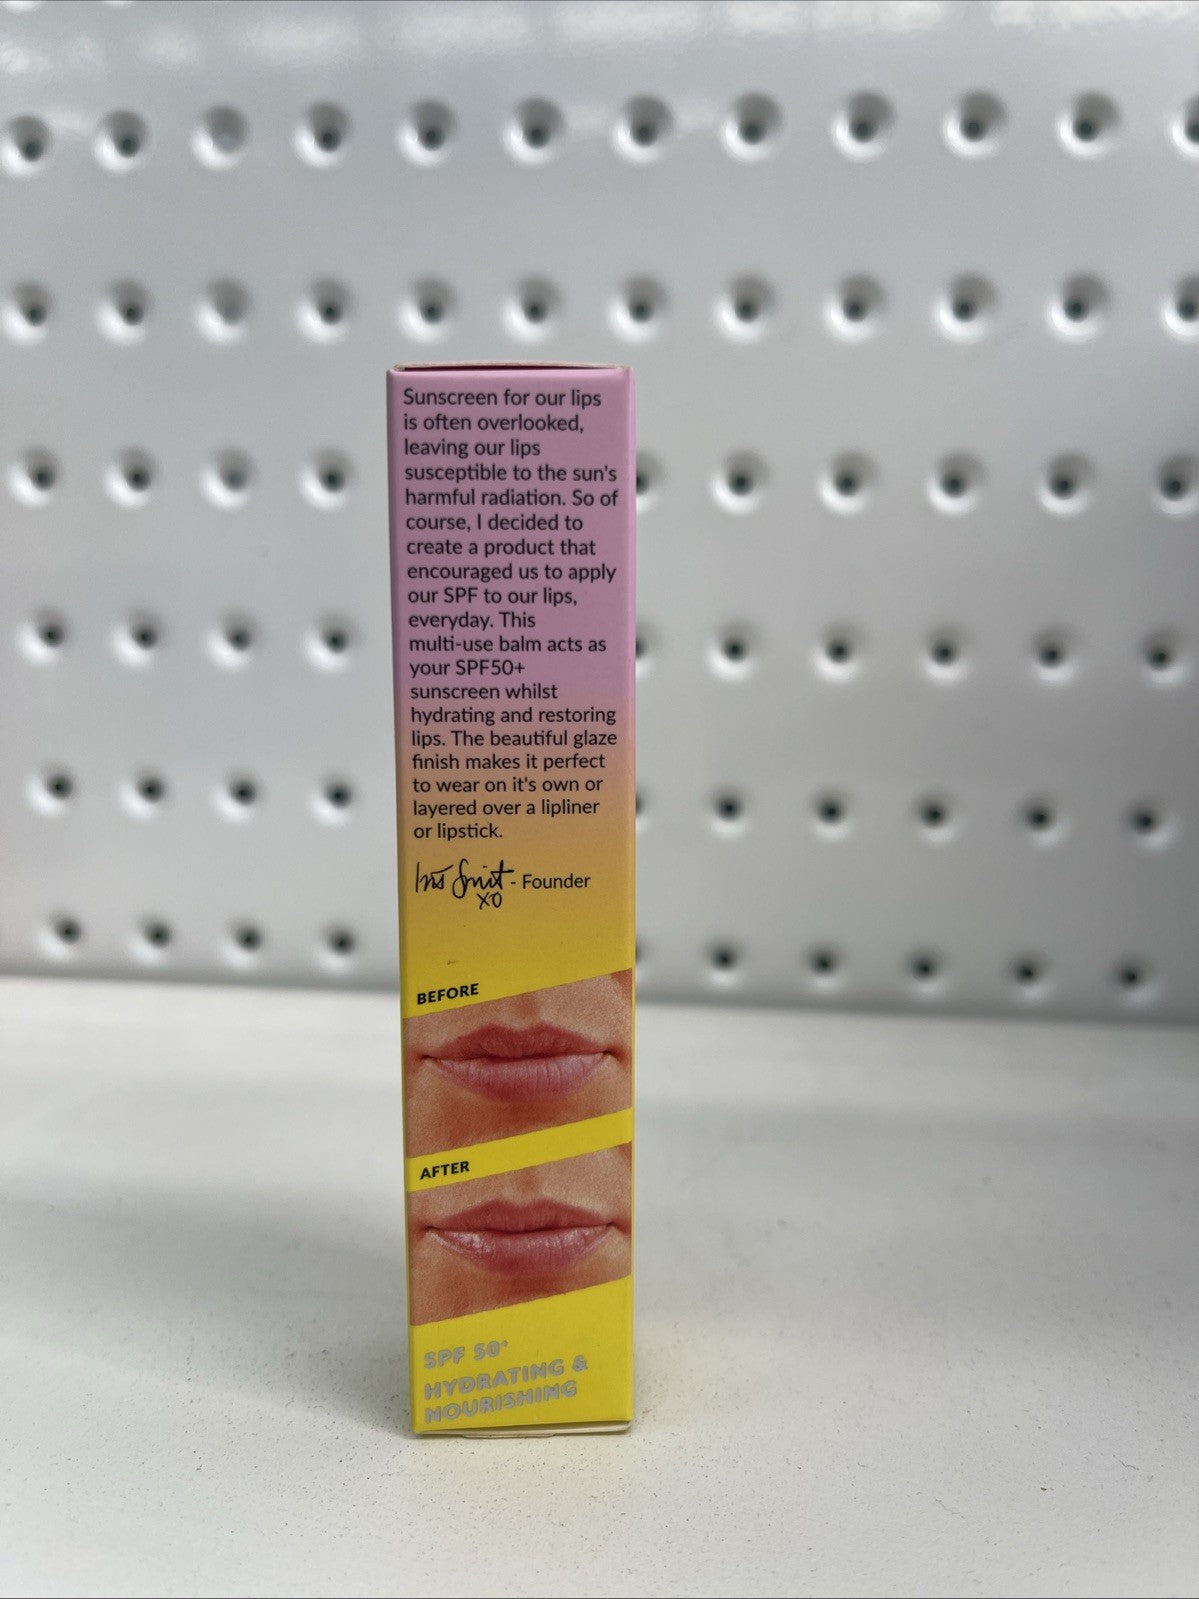 Sunscreen for our lips
is often overlooked,
leaving our lips
susceptible to the sun's
harmful radiation. So of
course, I decided to
create a product that
encouraged us to apply
our SPF to our lips,
everyday. This
multi-use balm acts as
your SPF50+
sunscreen whilst
hydrating and restoring
lips. The beautiful glaze
finish makes it perfect
to wear on it's own or
layered over a lipliner
or lipstick.
Iris Smit - Founder
XO
BEFORE
AFTER
SPF 50+
HYDRATING &
NOURISHING